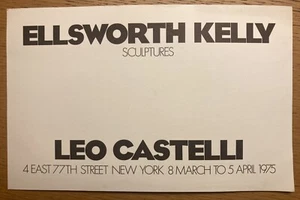 ELLSWORTH KELLY
SCULPTURES
LEO CASTELLI
4 EAST 77TH STREET NEW YORK 8 MARCH TO 5 APRIL 1975